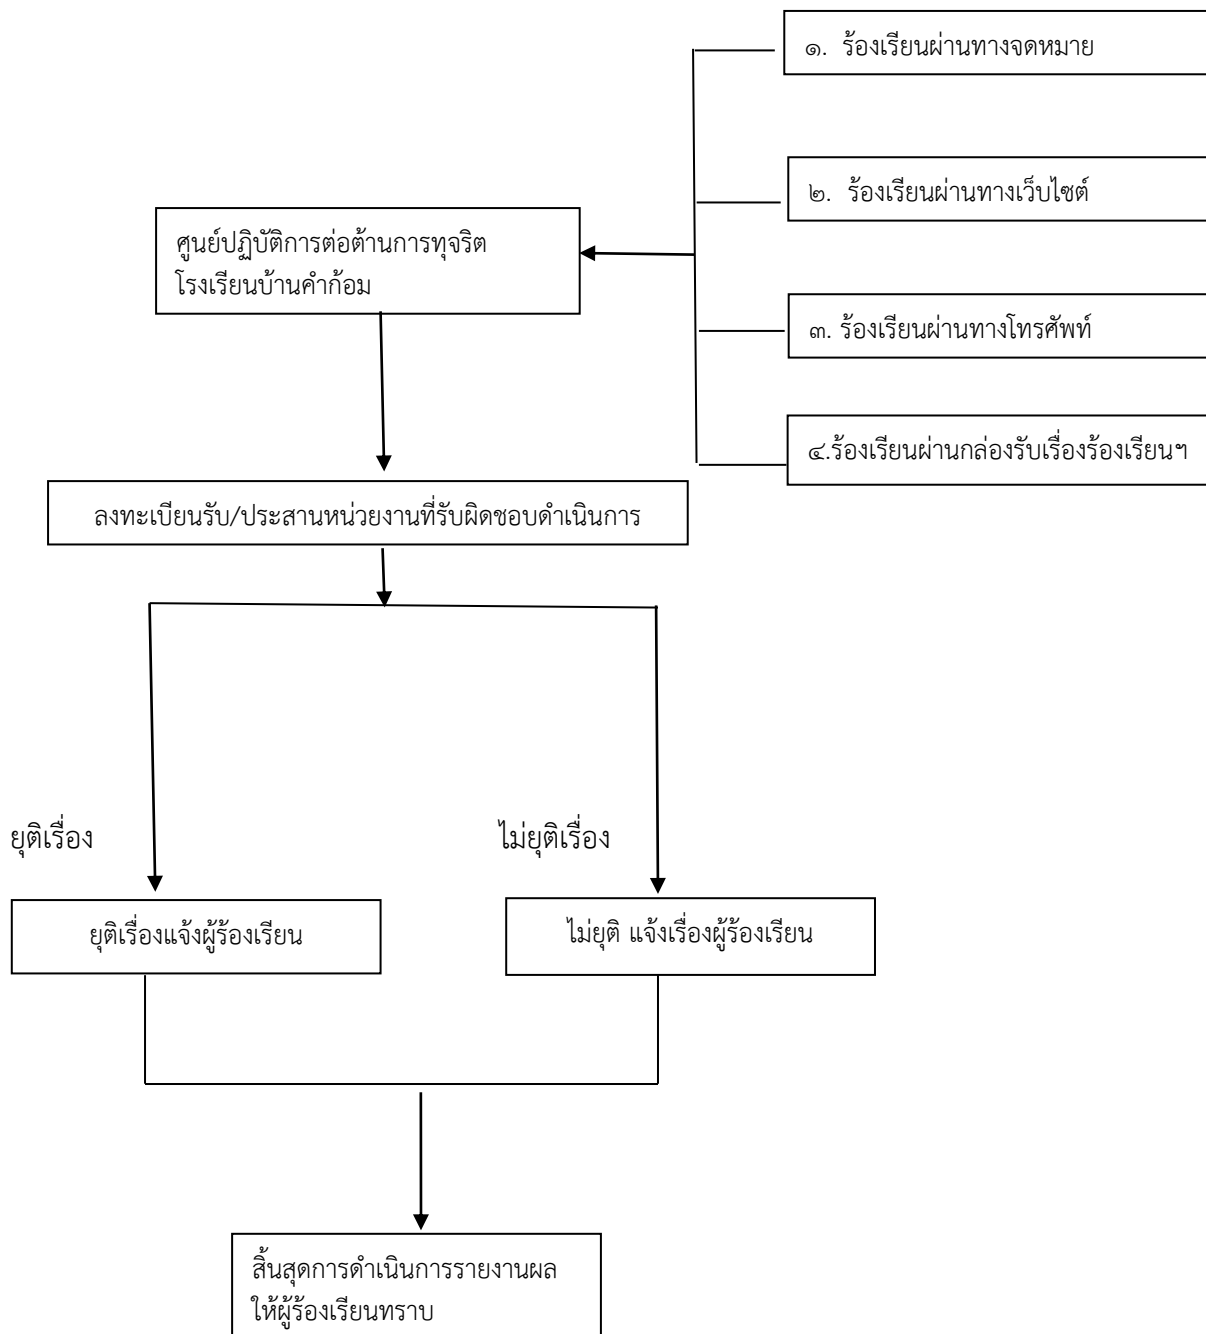 ๑.  ร้องเรียนผ่านทางจดหมาย
๒.  ร้องเรียนผ่านทางเว็บไซต์
ศูนย์ปฏิบัติการต่อต้านการทุจริต
โรงเรียนบ้านคำก้อม
๓. ร้องเรียนผ่านทางโทรศัพท์
๔.ร้องเรียนผ่านกล่องรับเรื่องร้องเรียนฯ
ลงทะเบียนรับ/ประสานหน่วยงานที่รับผิดชอบดำเนินการ
ยุติเรื่อง
ไม่ยุติเรื่อง
ยุติเรื่องแจ้งผู้ร้องเรียน
ไม่ยุติ แจ้งเรื่องผู้ร้องเรียน
สิ้นสุดการดำเนินการรายงานผล
ให้ผู้ร้องเรียนทราบ